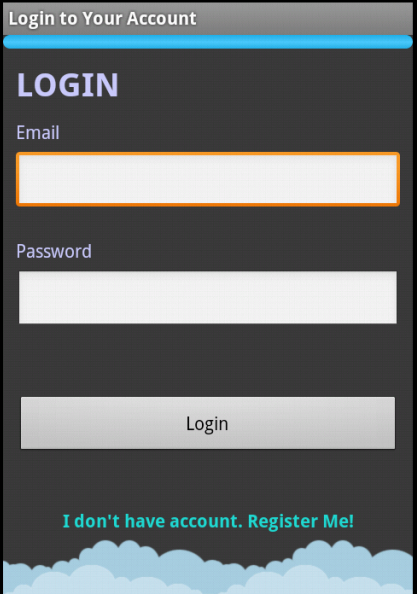 Login to Your Account
LOGIN
Email
Password
Login
I don't have account. Register Me!